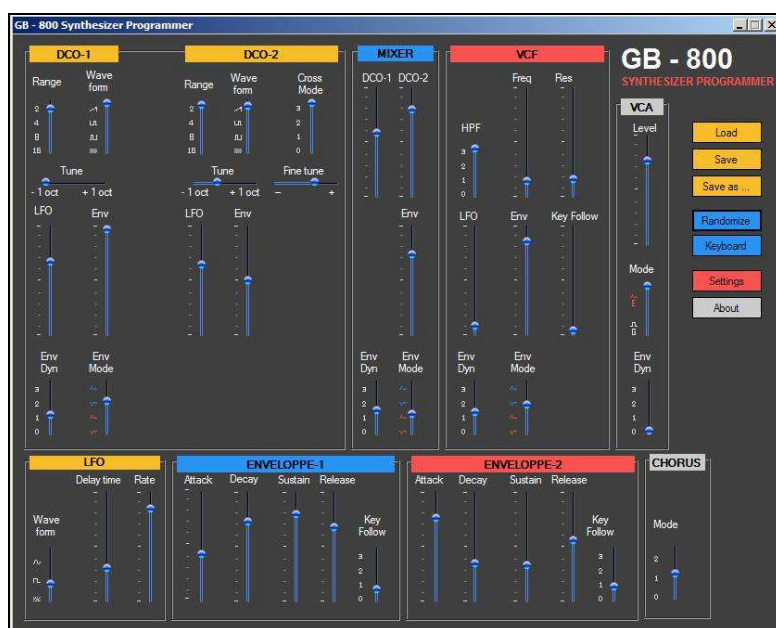 GB - 800 Synthesizer Programmer
DCO-1
DCO-2
MIXER
VCF
GB - 800
SYNTHESIZER PROGRAMMER
Range
Wave form
2
4
8
16
Range
Wave form
Cross Mode
2
4
8
16
3
2
1
0
Tune
- 1 oct
+ 1 oct
Tune
- 1 oct
+ 1 oct
Fine tune
-
+
LFO
Env
LFO
Env
Env Dyn
3
2
1
0
Env Mode
DCO-1
DCO-2
Env
Env Dyn
3
2
1
0
Env Mode
Freq
Res
HPF
3
2
1
0
LFO
Env
Key Follow
Env Dyn
3
2
1
0
Env Mode
VCA
Level
Mode
E
G
Env Dyn
3
2
1
0
Load
Save
Save as ...
Randomize
Keyboard
Settings
About
LFO
Wave form
Delay time
Rate
ENVELOPPE-1
Attack
Decay
Sustain
Release
Key Follow
3
2
1
0
ENVELOPPE-2
Attack
Decay
Sustain
Release
Key Follow
3
2
1
0
CHORUS
Mode
2
1
0